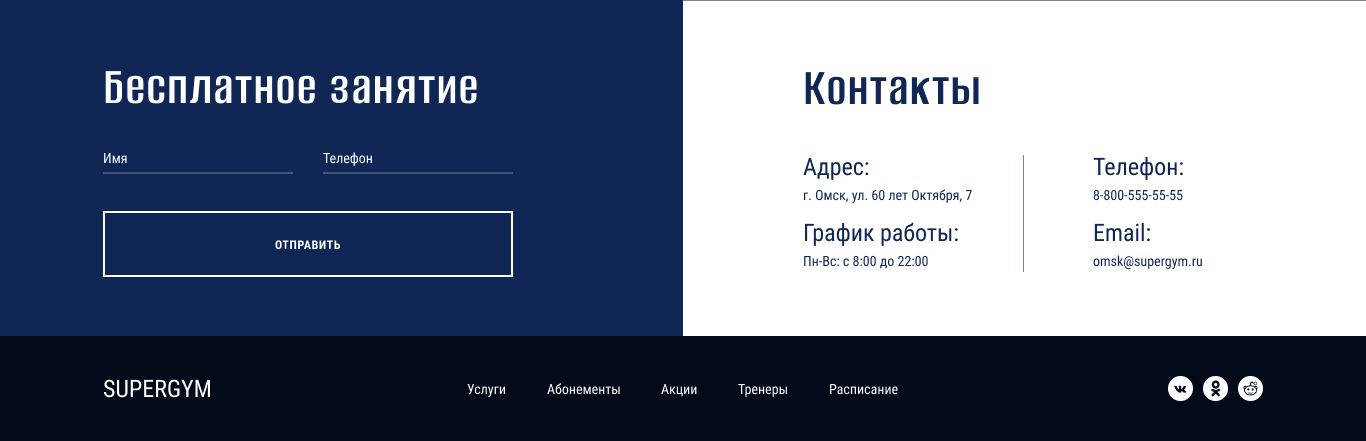 Бесплатное занятие
Имя
Телефон
ОТПРАВИТЬ
Контакты
Адрес:
г. Омск, ул. 60 лет Октября, 7
График работы:
Пн-Вс: с 8:00 до 22:00
Телефон:
8-800-555-55-55
Email:
omsk@supergym.ru
SUPERGYM
Услуги
Абонементы
Акции
Тренеры
Расписание